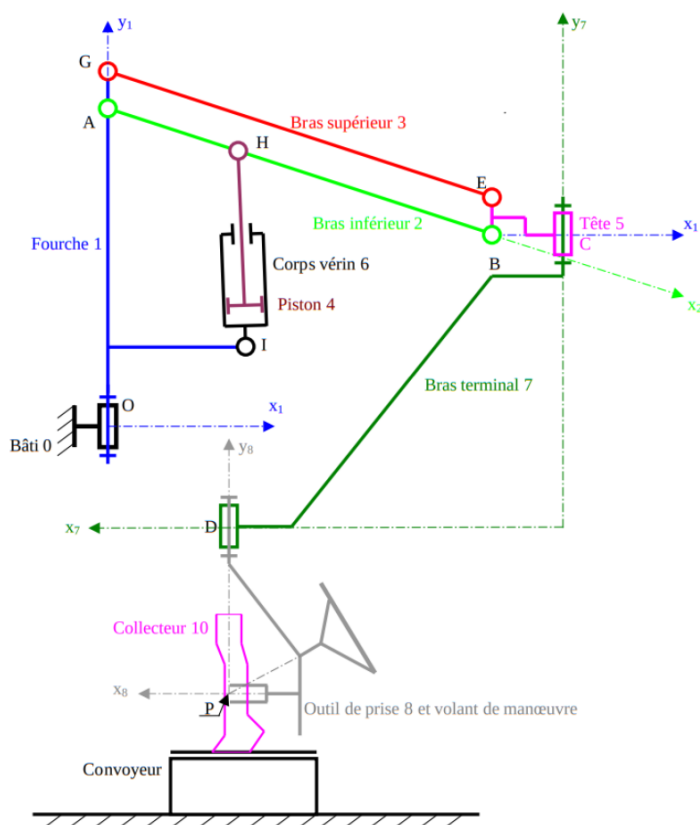 y₁
y₇
G
A
Bras supérieur 3
H
E
Bras inférieur 2
Tête 5
C
x₁
Fourche 1
Corps vérin 6
B
Piston 4
x₂
I
Bras terminal 7
O
x₁
Bâti 0
y₈
x₇
D
Collecteur 10
x₈
P
Outil de prise 8 et volant de manœuvre
Convoyeur